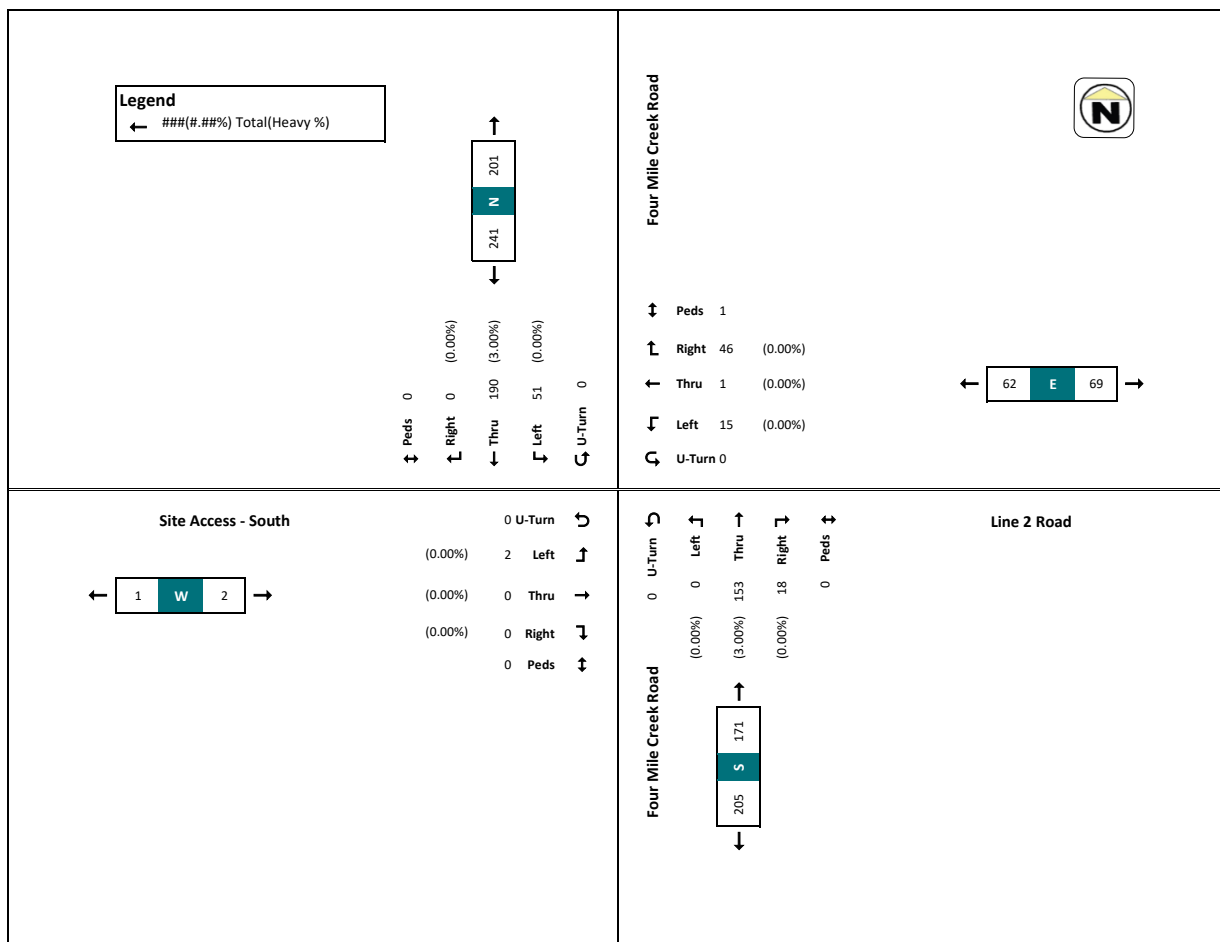 Legend
###(#.##%) Total(Heavy %)
201
N
241
Peds 0
Right 0 (0.00%)
Thru 190 (3.00%)
Left 51 (0.00%)
U-Turn 0
Four Mile Creek Road
N
Peds 1
Right 46 (0.00%)
Thru 1 (0.00%)
Left 15 (0.00%)
U-Turn 0
62 E 69
Site Access - South
0 U-Turn
(0.00%) 2 Left
(0.00%) 0 Thru
(0.00%) 0 Right
0 Peds
1 W 2
0 U-Turn
(0.00%) 0 Left
(3.00%) 153 Thru
(0.00%) 18 Right
0 Peds
Line 2 Road
Four Mile Creek Road
171
S
205